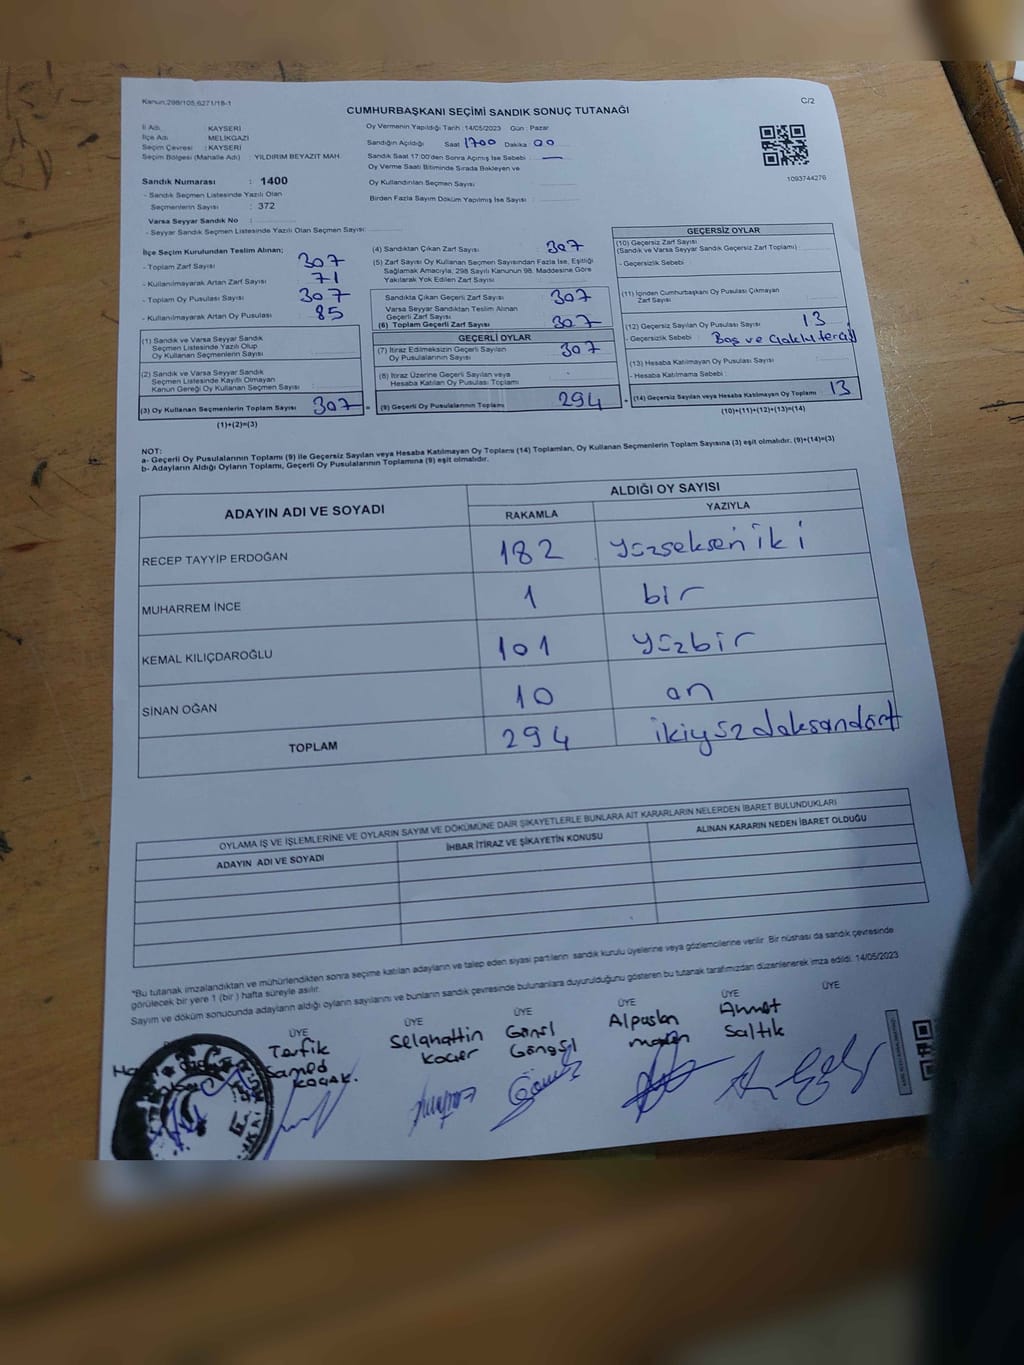 Kanun:298/105,6271/18-1
C/2
CUMHURBAŞKANI SEÇİMİ SANDIK SONUÇ TUTANAĞI
İl Adı : KAYSERİ
İlçe Adı : MELİKGAZİ
Seçim Çevresi : KAYSERİ
Seçim Bölgesi (Mahalle Adı) : YILDIRIM BEYAZIT MAH.
Sandık Numarası : 1400
- Sandık Seçmen Listesinde Yazılı Olan
Seçmenlerin Sayısı : 372
Varsa Seyyar Sandık No :
- Seyyar Sandık Seçmen Listesinde Yazılı Olan Seçmen Sayısı:
Oy Vermenin Yapıldığı Tarih : 14/05/2023 Gün : Pazar
Sandığın Açıldığı Saat 1700 Dakika : 00
Sandık Saat 17:00'den Sonra Açılmış İse Sebebi : —
Oy Verme Saati Bitiminde Sırada Bekleyen ve
Oy Kullandırılan Seçmen Sayısı :
Birden Fazla Sayım Döküm Yapılmış İse Sayısı :
1093744276
İlçe Seçim Kurulundan Teslim Alınan;
- Toplam Zarf Sayısı : 307
- Kullanılmayarak Artan Zarf Sayısı : 71
- Toplam Oy Pusulası Sayısı : 307
- Kullanılmayarak Artan Oy Pusulası : 85
(1) Sandık ve Varsa Seyyar Sandık
Seçmen Listesinde Yazılı Olup
Oy Kullanan Seçmenlerin Sayısı :
(2) Sandık ve Varsa Seyyar Sandık
Seçmen Listesinde Kayıtlı Olmayan
Kanun Gereği Oy Kullanan Seçmen Sayısı :
(3) Oy Kullanan Seçmenlerin Toplam Sayısı : 307 =
(1)+(2)=(3)
(4) Sandıktan Çıkan Zarf Sayısı : 307
(5) Zarf Sayısı Oy Kullanan Seçmen Sayısından Fazla İse, Eşitliği
Sağlamak Amacıyla, 298 Sayılı Kanunun 98. Maddesine Göre
Yakılarak Yok Edilen Zarf Sayısı :
Sandıkta Çıkan Geçerli Zarf Sayısı : 307
Varsa Seyyar Sandıktan Teslim Alınan
Geçerli Zarf Sayısı
(6) Toplam Geçerli Zarf Sayısı : 307
GEÇERLİ OYLAR
(7) İtiraz Edilmeksizin Geçerli Sayılan
Oy Pusulalarının Sayısı : 307
(8) İtiraz Üzerine Geçerli Sayılan veya
Hesaba Katılan Oy Pusulası Toplamı :
(9) Geçerli Oy Pusulalarının Toplamı : 294 +
GEÇERSİZ OYLAR
(10) Geçersiz Zarf Sayısı
(Sandık ve Varsa Seyyar Sandık Geçersiz Zarf Toplamı) :
- Geçersizlik Sebebi :
(11) İçinden Cumhurbaşkanı Oy Pusulası Çıkmayan
Zarf Sayısı :
(12) Geçersiz Sayılan Oy Pusulası Sayısı : 13
- Geçersizlik Sebebi : Boş ve
(13) Hesaba Katılmayan Oy Pusulası Sayısı :
- Hesaba Katılmama Sebebi :
(14) Geçersiz Sayılan veya Hesaba Katılmayan Oy Toplamı : 13
(10)+(11)+(12)+(13)=(14)
NOT:
a- Geçerli Oy Pusulalarının Toplamı (9) ile Geçersiz Sayılan veya Hesaba Katılmayan Oy Toplamı (14) Toplamları, Oy Kullanan Seçmenlerin Toplam Sayısına (3) eşit olmalıdır. (9)+(14)=(3)
b- Adayların Aldığı Oyların Toplamı, Geçerli Oy Pusulalarının Toplamına (9) eşit olmalıdır.
ADAYIN ADI VE SOYADI
ALDIĞI OY SAYISI
RAKAMLA YAZIYLA
RECEP TAYYİP ERDOĞAN 182 yüzseksen iki
MUHARREM İNCE 1 bir
KEMAL KILIÇDAROĞLU 101 yüzbir
SİNAN OĞAN 10 on
TOPLAM 294 ikiyüzdoksandört
OYLAMA İŞ VE İŞLEMLERİNE VE OYLARIN SAYIM VE DÖKÜMÜNE DAİR ŞİKAYETLERLE BUNLARA AİT KARARLARIN NELERDEN İBARET BULUNDUKLARI
ADAYIN ADI VE SOYADI İHBAR İTİRAZ VE ŞİKAYETİN KONUSU ALINAN KARARIN NEDEN İBARET OLDUĞU
"Bu tutanak imzalandıktan ve mühürlendikten sonra seçime katılan adayların ve talep eden siyasi partilerin sandık kurulu üyelerine veya gözlemcilerine verilir. Bir nüshası da sandık çevresinde
görülecek bir yere 1 (bir ) hafta süreyle asılır.
Sayım ve döküm sonucunda adayların aldığı oyların sayılarını ve bunların sandık çevresinde bulunanlara duyurulduğunu gösteren bu tutanak tarafımızdan düzenlenerek imza edildi. 14/05/2023
ÜYE ÜYE ÜYE ÜYE ÜYE ÜYE
Tevfik
Samed
KOÇAK.
Selahattin
Gönül
Göngül
Alpaslan
Ahmet
Saltık